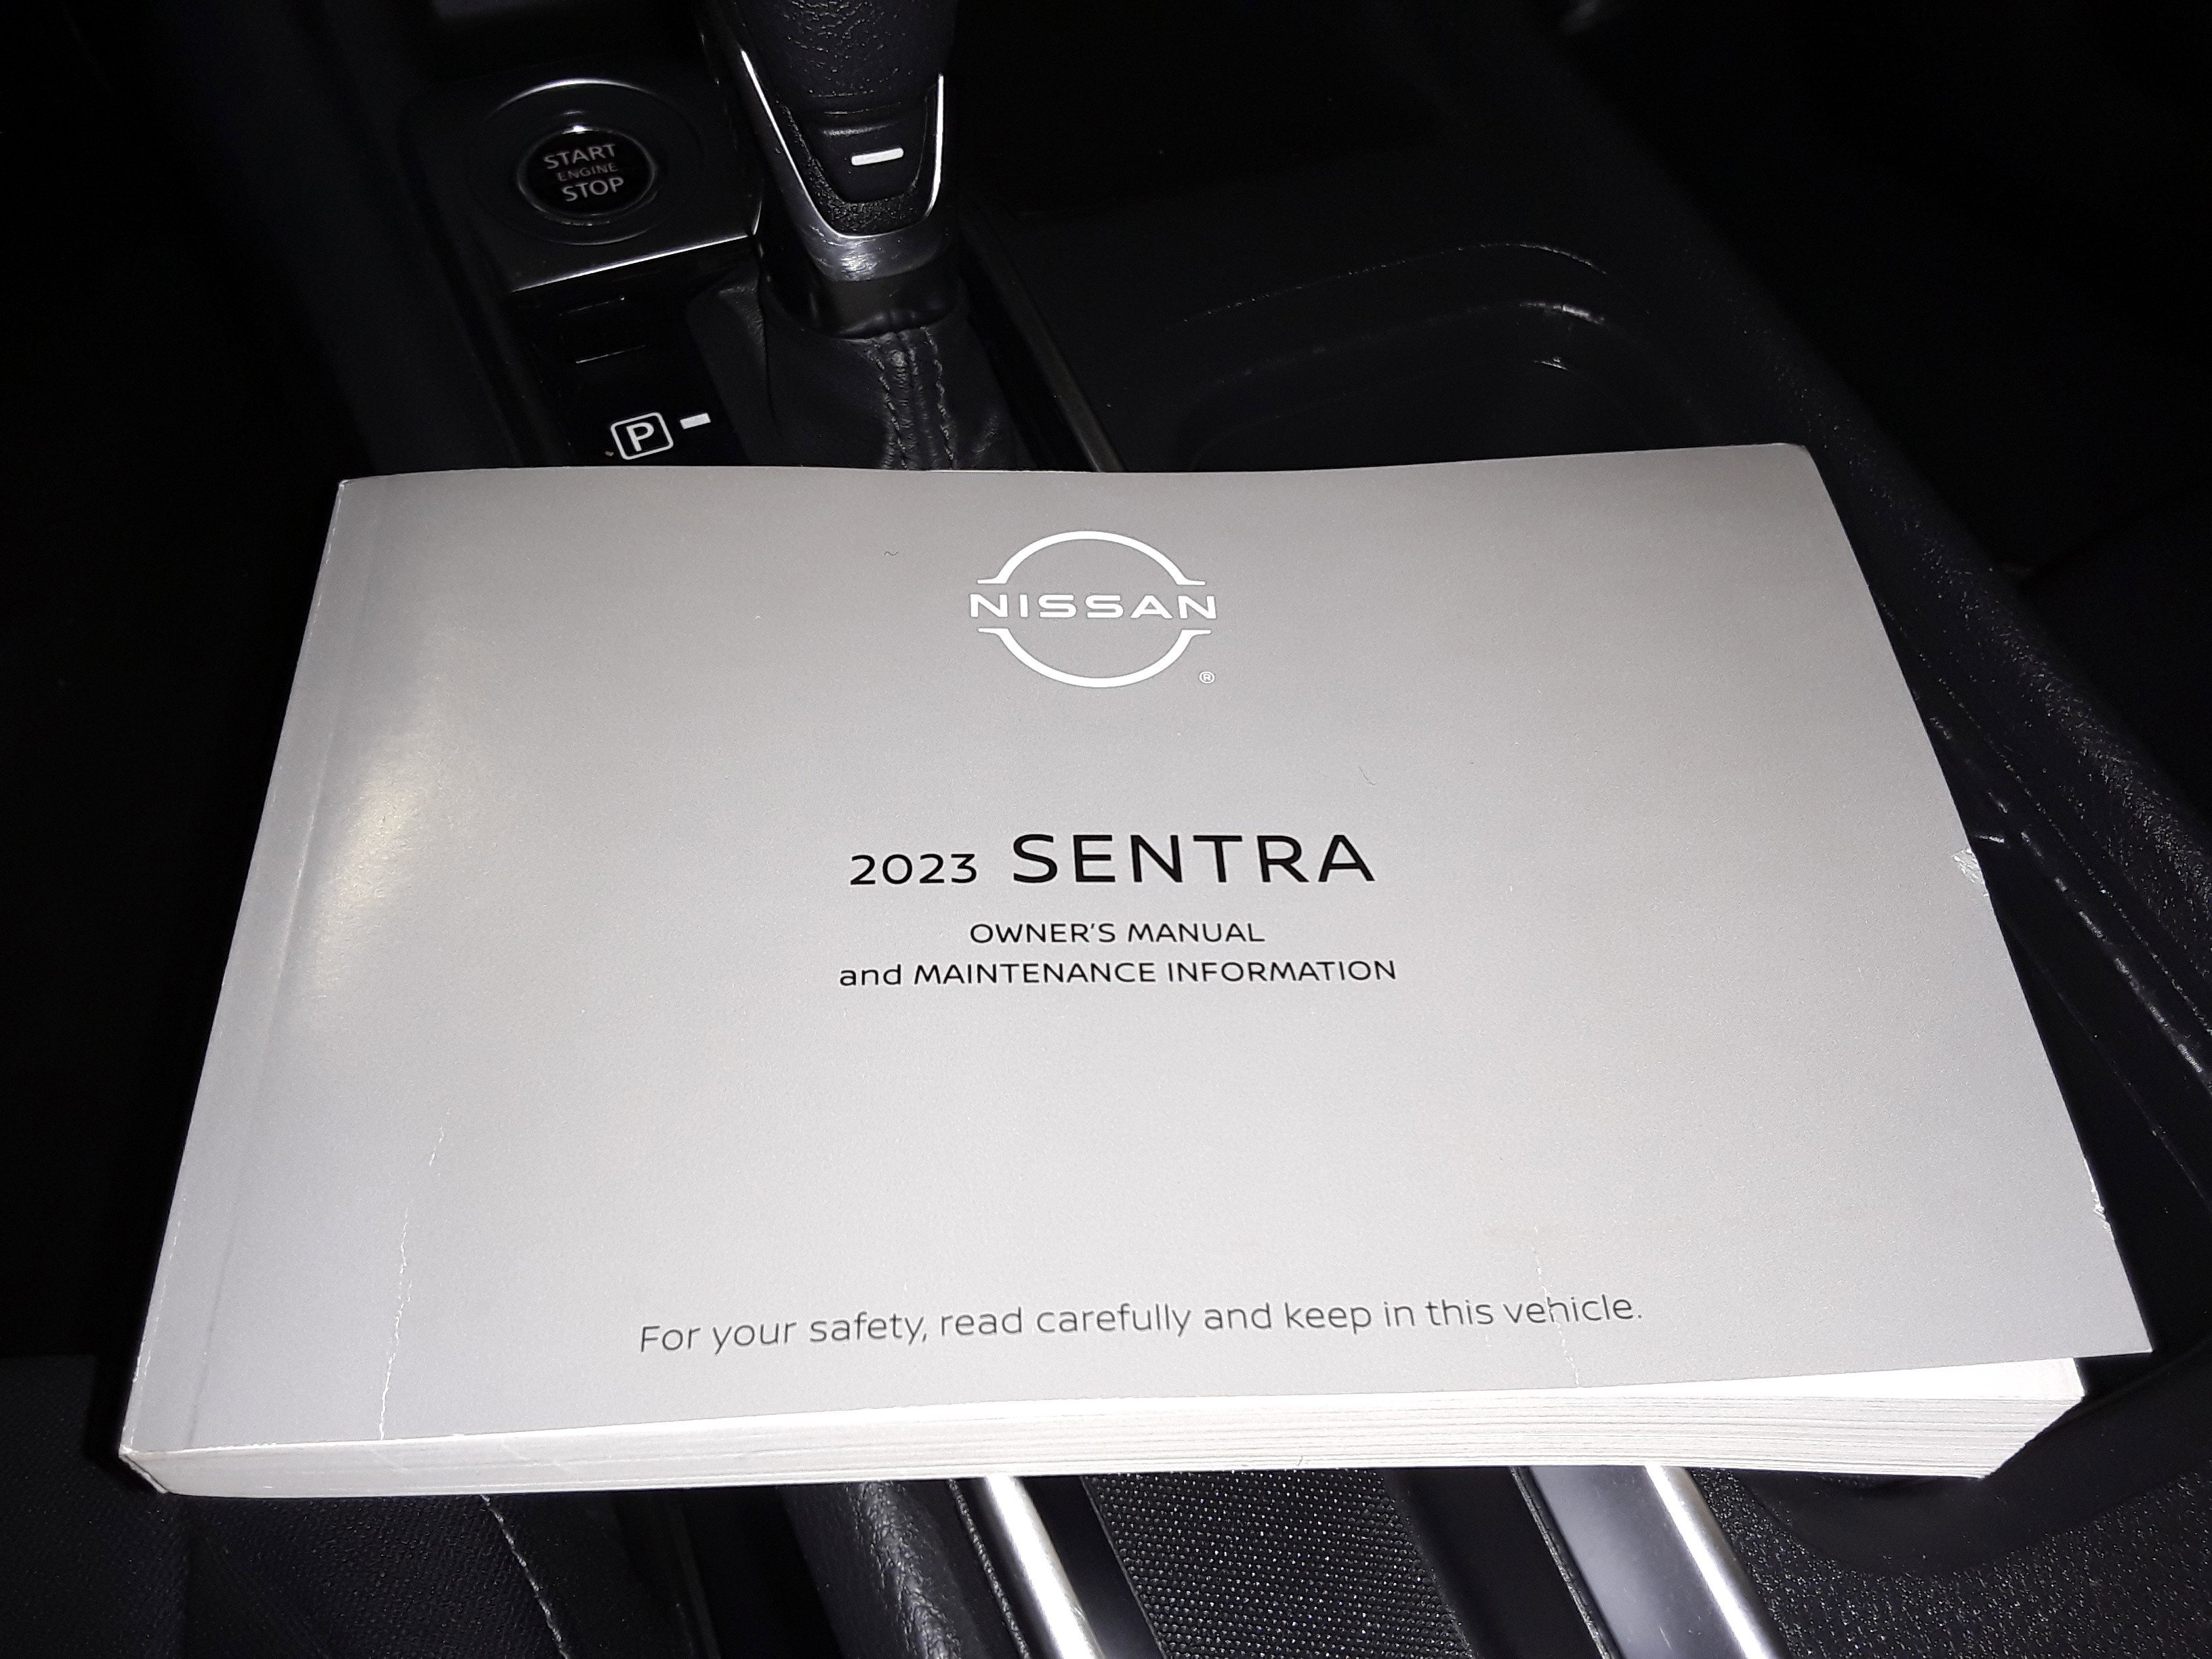 START
ENGINE
STOP
P
NISSAN
®
2023 SENTRA
OWNER'S MANUAL
and MAINTENANCE INFORMATION
For your safety, read carefully and keep in this vehicle.